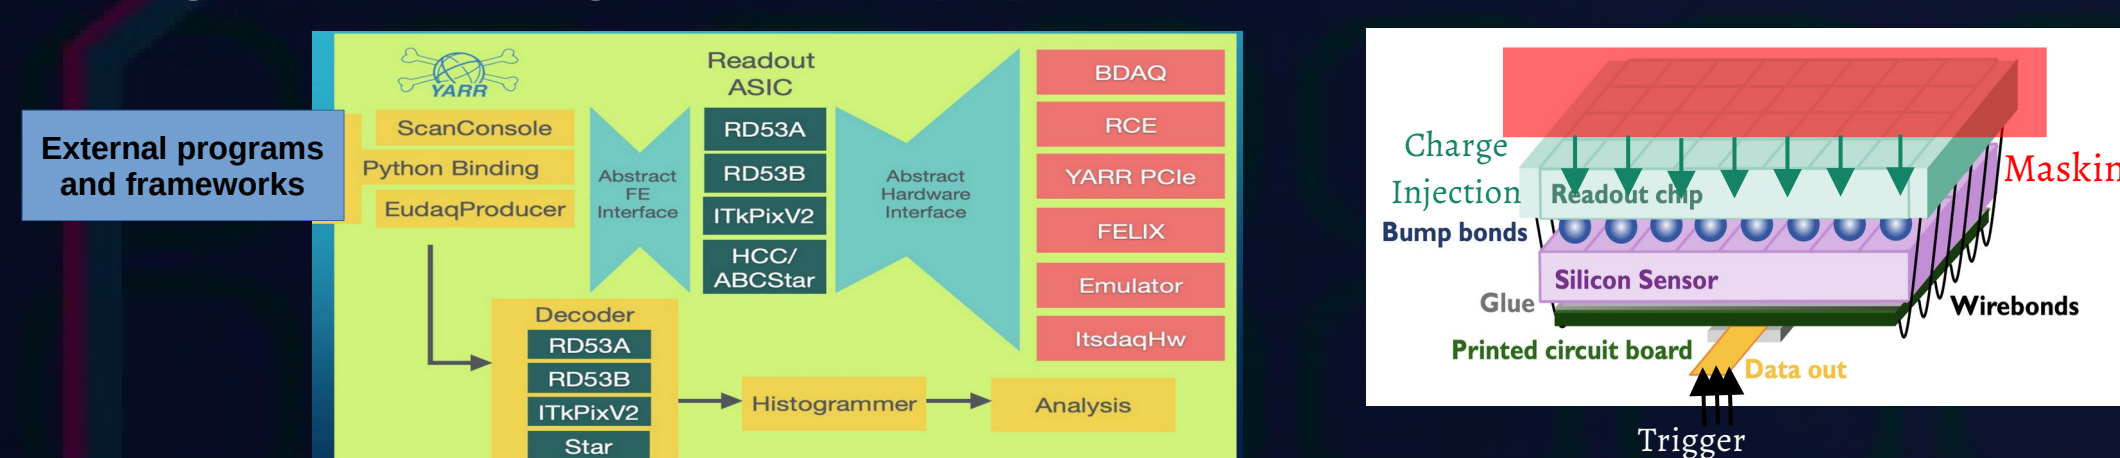 External programs
and frameworks
YARR
ScanConsole
Python Binding
EudaqProducer
Abstract
FE
Interface
Readout
ASIC
RD53A
RD53B
ITkPixV2
HCC/
ABCStar
Abstract
Hardware
Interface
BDAQ
RCE
YARR PCIe
FELIX
Emulator
ItsdaqHw
Decoder
RD53A
RD53B
ITkPixV2
Star
Histogrammer
Analysis
Charge
Injection
Maskin
Readout chip
Bump bonds
Silicon Sensor
Glue
Wirebonds
Printed circuit board
Data out
Trigger